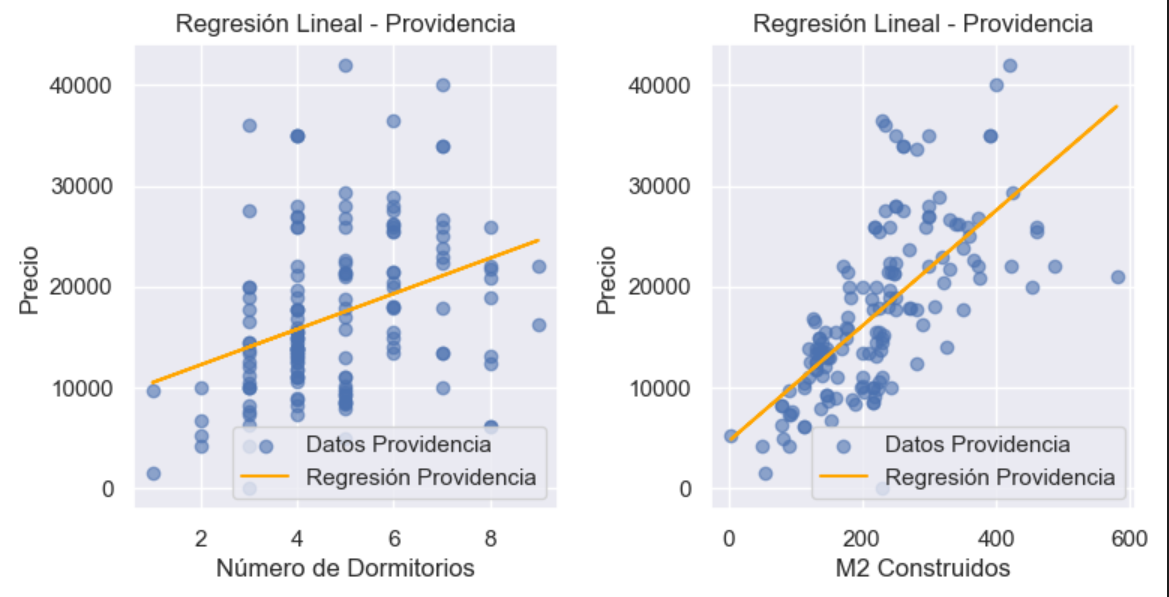 Regresión Lineal - Providencia
Precio
40000
30000
20000
10000
0
Datos Providencia
Regresión Providencia
2 4 6 8
Número de Dormitorios
Regresión Lineal - Providencia
Precio
40000
30000
20000
10000
0
Datos Providencia
Regresión Providencia
0 200 400 600
M2 Construidos